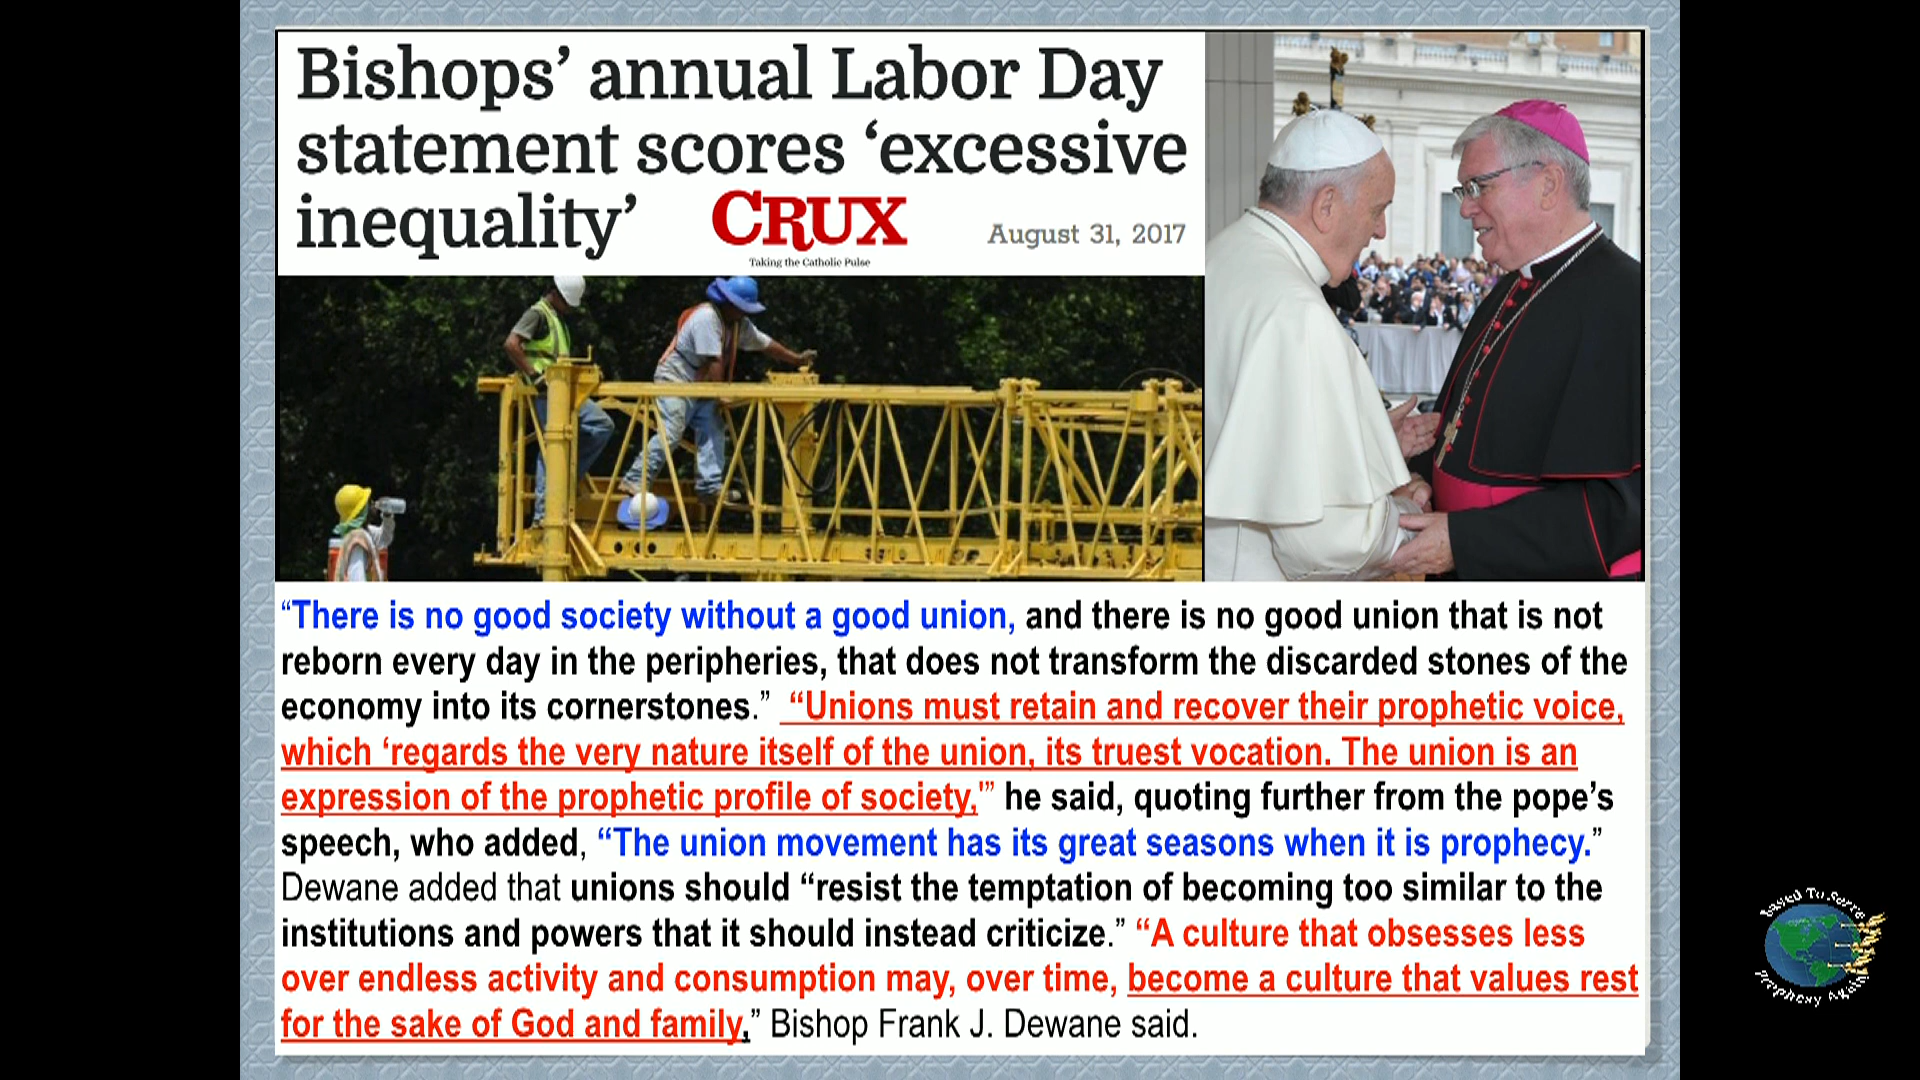 Bishops’ annual Labor Day
statement scores ‘excessive
inequality’
CRUX
Taking the Catholic Pulse
August 31, 2017
“There is no good society without a good union, and there is no good union that is not
reborn every day in the peripheries, that does not transform the discarded stones of the
economy into its cornerstones.” “Unions must retain and recover their prophetic voice,
which ‘regards the very nature itself of the union, its truest vocation. The union is an
expression of the prophetic profile of society,'” he said, quoting further from the pope’s
speech, who added, “The union movement has its great seasons when it is prophecy.”
Dewane added that unions should “resist the temptation of becoming too similar to the
institutions and powers that it should instead criticize.” “A culture that obsesses less
over endless activity and consumption may, over time, become a culture that values rest
for the sake of God and family,” Bishop Frank J. Dewane said.
To Serve
prophesy Again